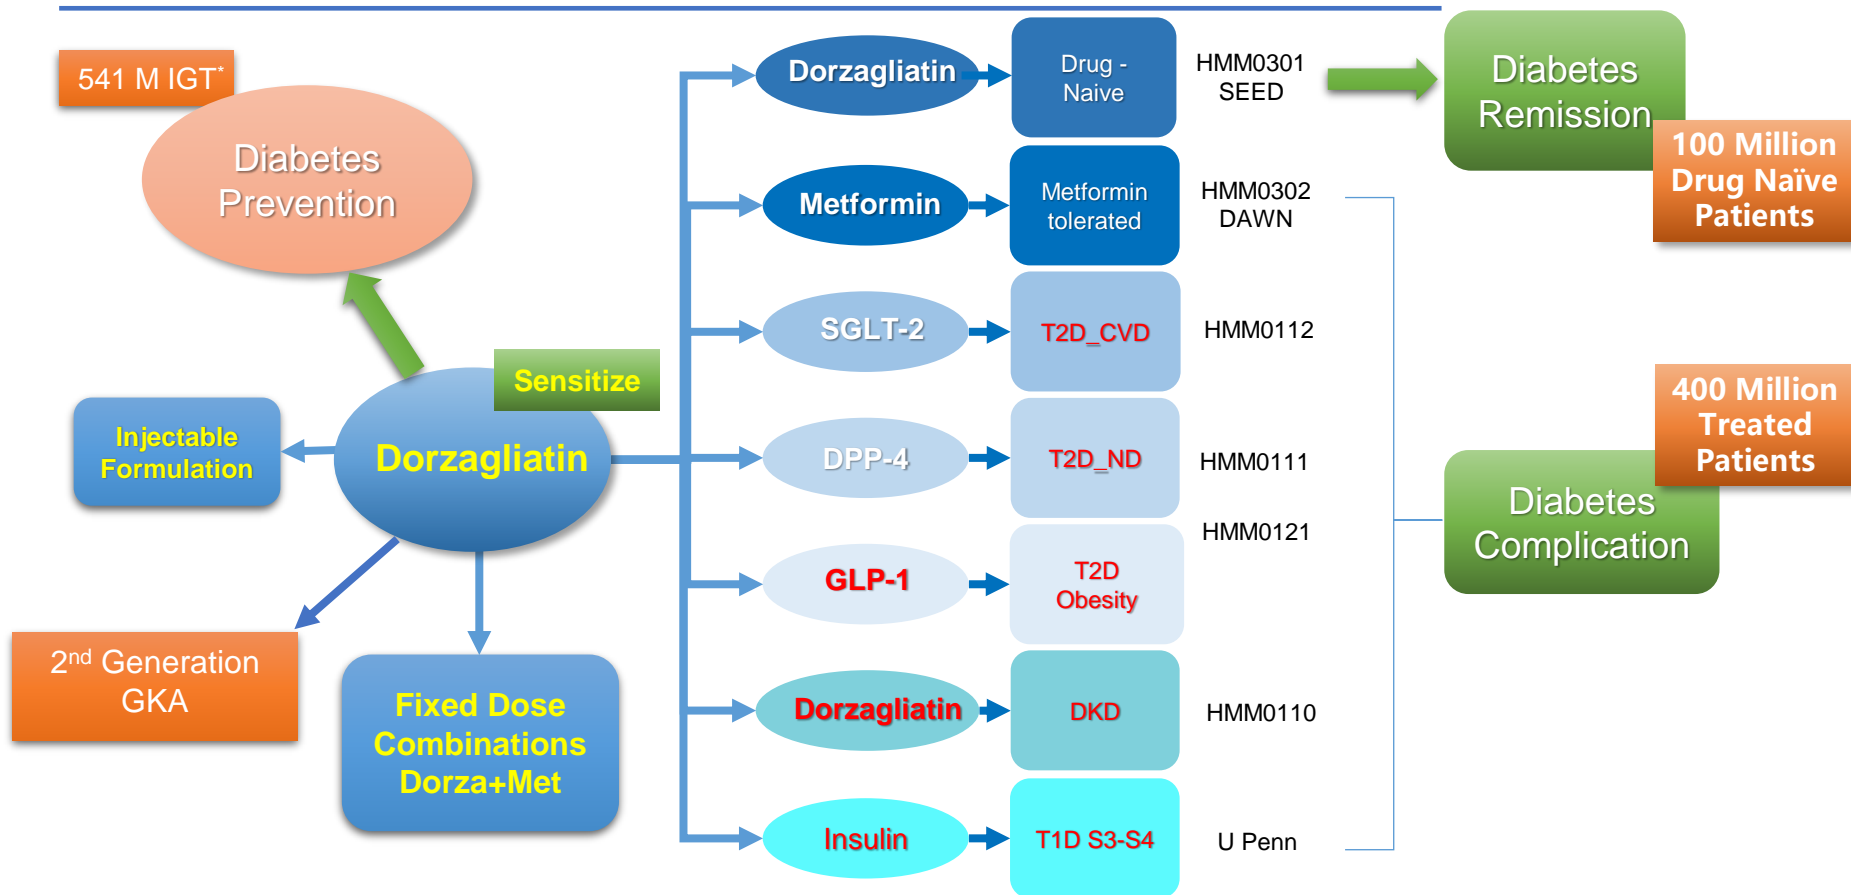 541 M IGT*
Diabetes
Prevention
Sensitize
Dorzagliatin
Injectable
Formulation
2nd Generation
GKA
Fixed Dose
Combinations
Dorza+Met
Dorzagliatin
Drug -
Naive
HMM0301
SEED
Diabetes
Remission
100 Million
Drug Naïve
Patients
Metformin
Metformin
tolerated
HMM0302
DAWN
SGLT-2
T2D_CVD
HMM0112
DPP-4
T2D_ND
HMM0111
GLP-1
T2D
Obesity
HMM0121
Dorzagliatin
DKD
HMM0110
Insulin
T1D S3-S4
U Penn
400 Million
Treated
Patients
Diabetes
Complication